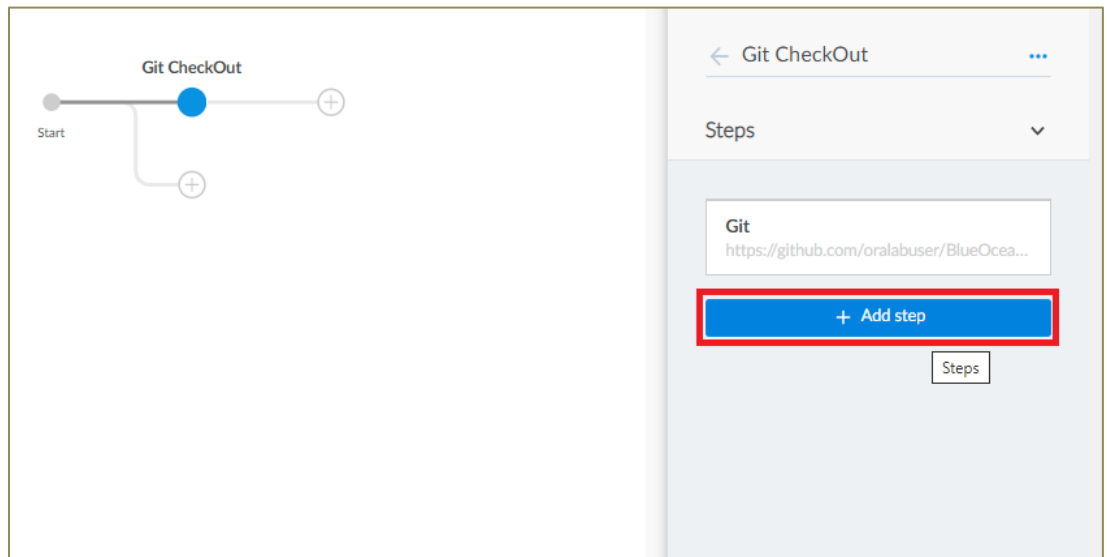 Git CheckOut
Start
Git CheckOut
Steps
Git
https://github.com/oralabuser/BlueOcea...
+ Add step
Steps